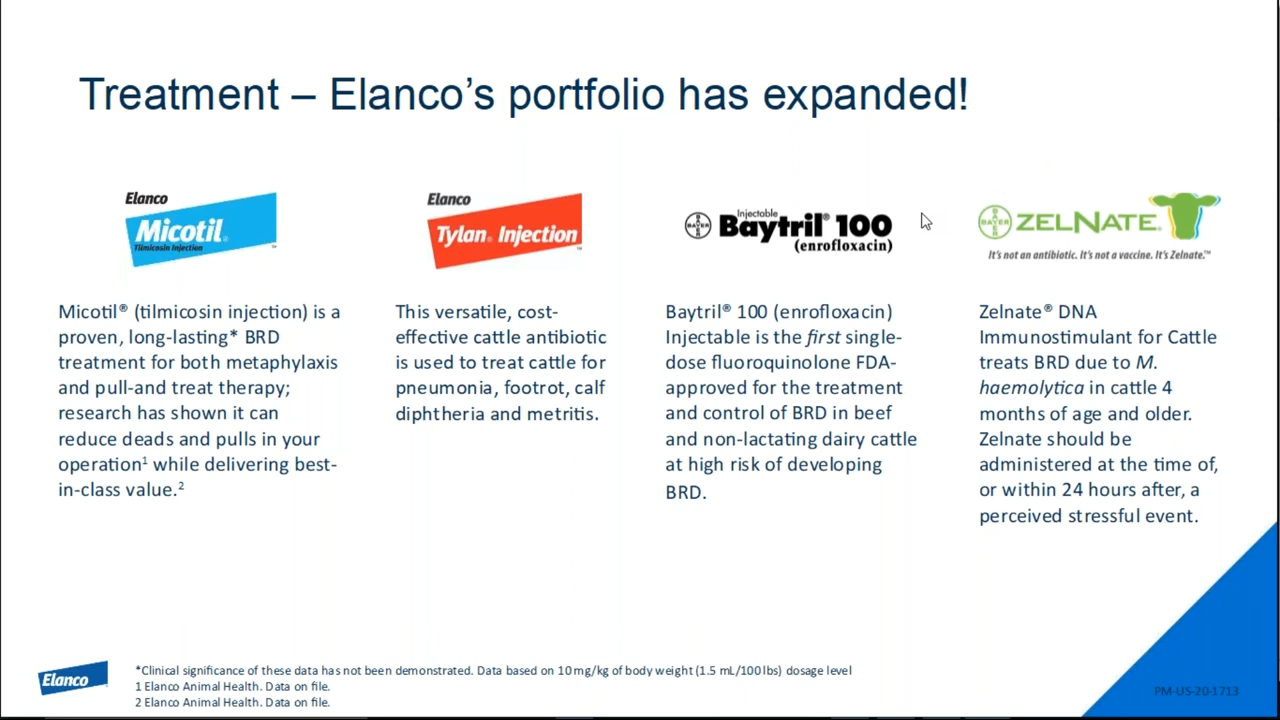 Treatment – Elanco's portfolio has expanded!
Elanco
Micotil®
Tilmicosin Injection
™
Micotil® (tilmicosin injection) is a
proven, long-lasting* BRD
treatment for both metaphylaxis
and pull-and treat therapy;
research has shown it can
reduce deads and pulls in your
operation¹ while delivering best-
in-class value.²
Elanco
Tylan® Injection
™
This versatile, cost-
effective cattle antibiotic
is used to treat cattle for
pneumonia, footrot, calf
diphtheria and metritis.
BAYER
Injectable
Baytril® 100
(enrofloxacin)
Baytril® 100 (enrofloxacin)
Injectable is the first single-
dose fluoroquinolone FDA-
approved for the treatment
and control of BRD in beef
and non-lactating dairy cattle
at high risk of developing
BRD.
BAYER
ZELNATE®
It's not an antibiotic. It's not a vaccine. It's Zelnate.™
Zelnate® DNA
Immunostimulant for Cattle
treats BRD due to M.
haemolytica in cattle 4
months of age and older.
Zelnate should be
administered at the time of,
or within 24 hours after, a
perceived stressful event.
Elanco
*Clinical significance of these data has not been demonstrated. Data based on 10 mg/kg of body weight (1.5 mL/100 lbs) dosage level
1 Elanco Animal Health. Data on file.
2 Elanco Animal Health. Data on file.
PM-US-20-1713